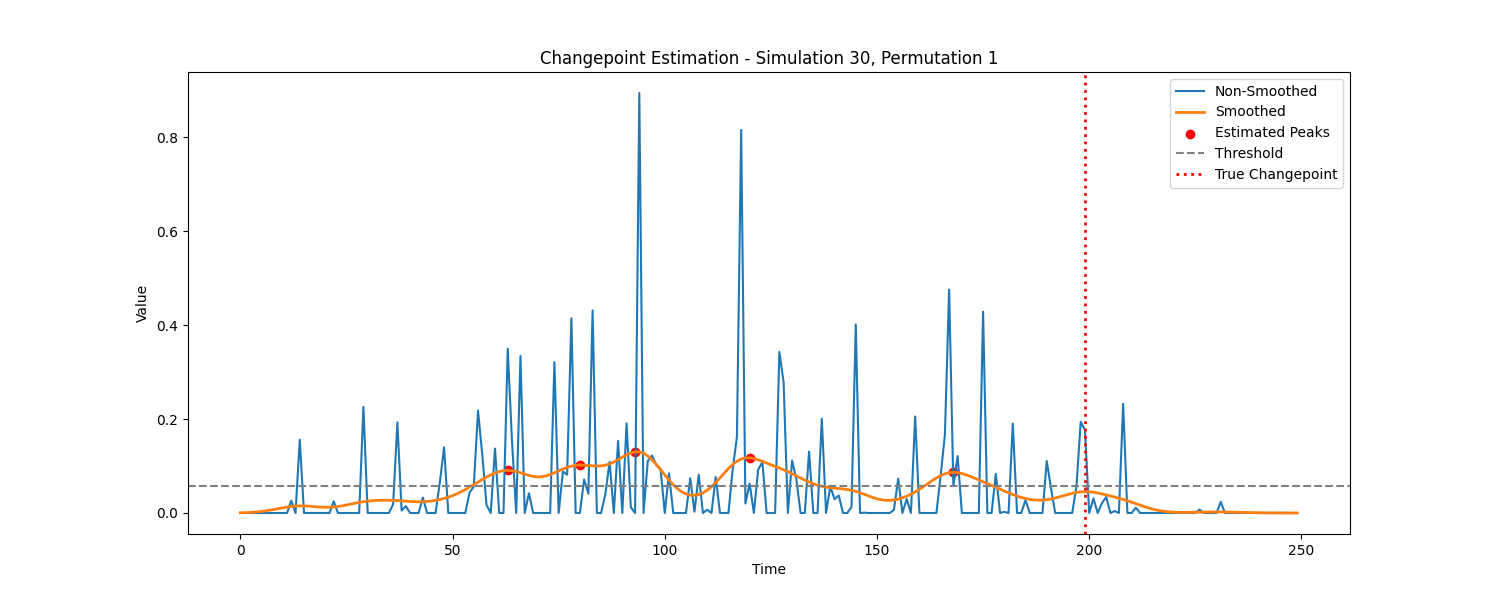 Changepoint Estimation - Simulation 30, Permutation 1
Non-Smoothed
Smoothed
Estimated Peaks
Threshold
True Changepoint
Value
0.8
0.6
0.4
0.2
0.0
0
50
100
150
200
250
Time